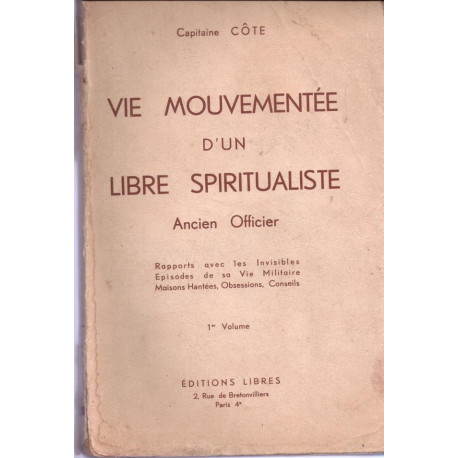 Capitaine CÔTE
VIE MOUVEMENTÉE
D'UN
LIBRE SPIRITUALISTE
Ancien Officier
Rapports avec les Invisibles
Episodes de sa Vie Militaire
Maisons Hantées, Obsessions, Conseils
1er Volume
ÉDITIONS LIBRES
2, Rue de Bretonvilliers
Paris 4e